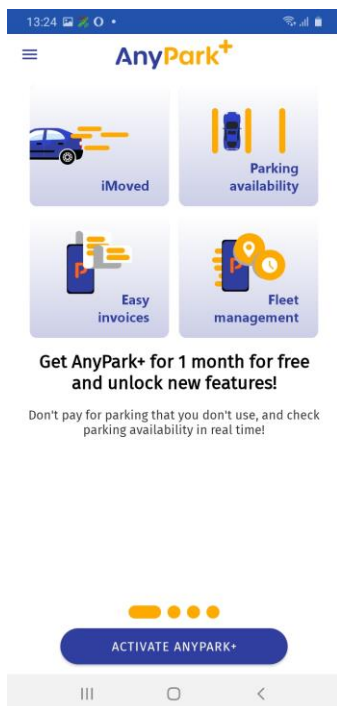 13:24
AnyPark+
iMoved
Parking
availability
Easy
invoices
Fleet
management
Get AnyPark+ for 1 month for free
and unlock new features!
Don't pay for parking that you don't use, and check
parking availability in real time!
ACTIVATE ANYPARK+